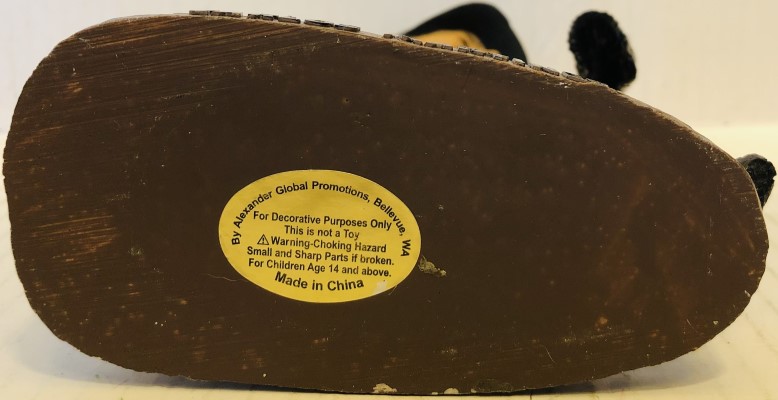 By Alexander Global Promotions, Bellevue, WA
For Decorative Purposes Only
This is not a Toy
⚠Warning-Choking Hazard
Small and Sharp Parts if broken.
For Children Age 14 and above.
Made in China